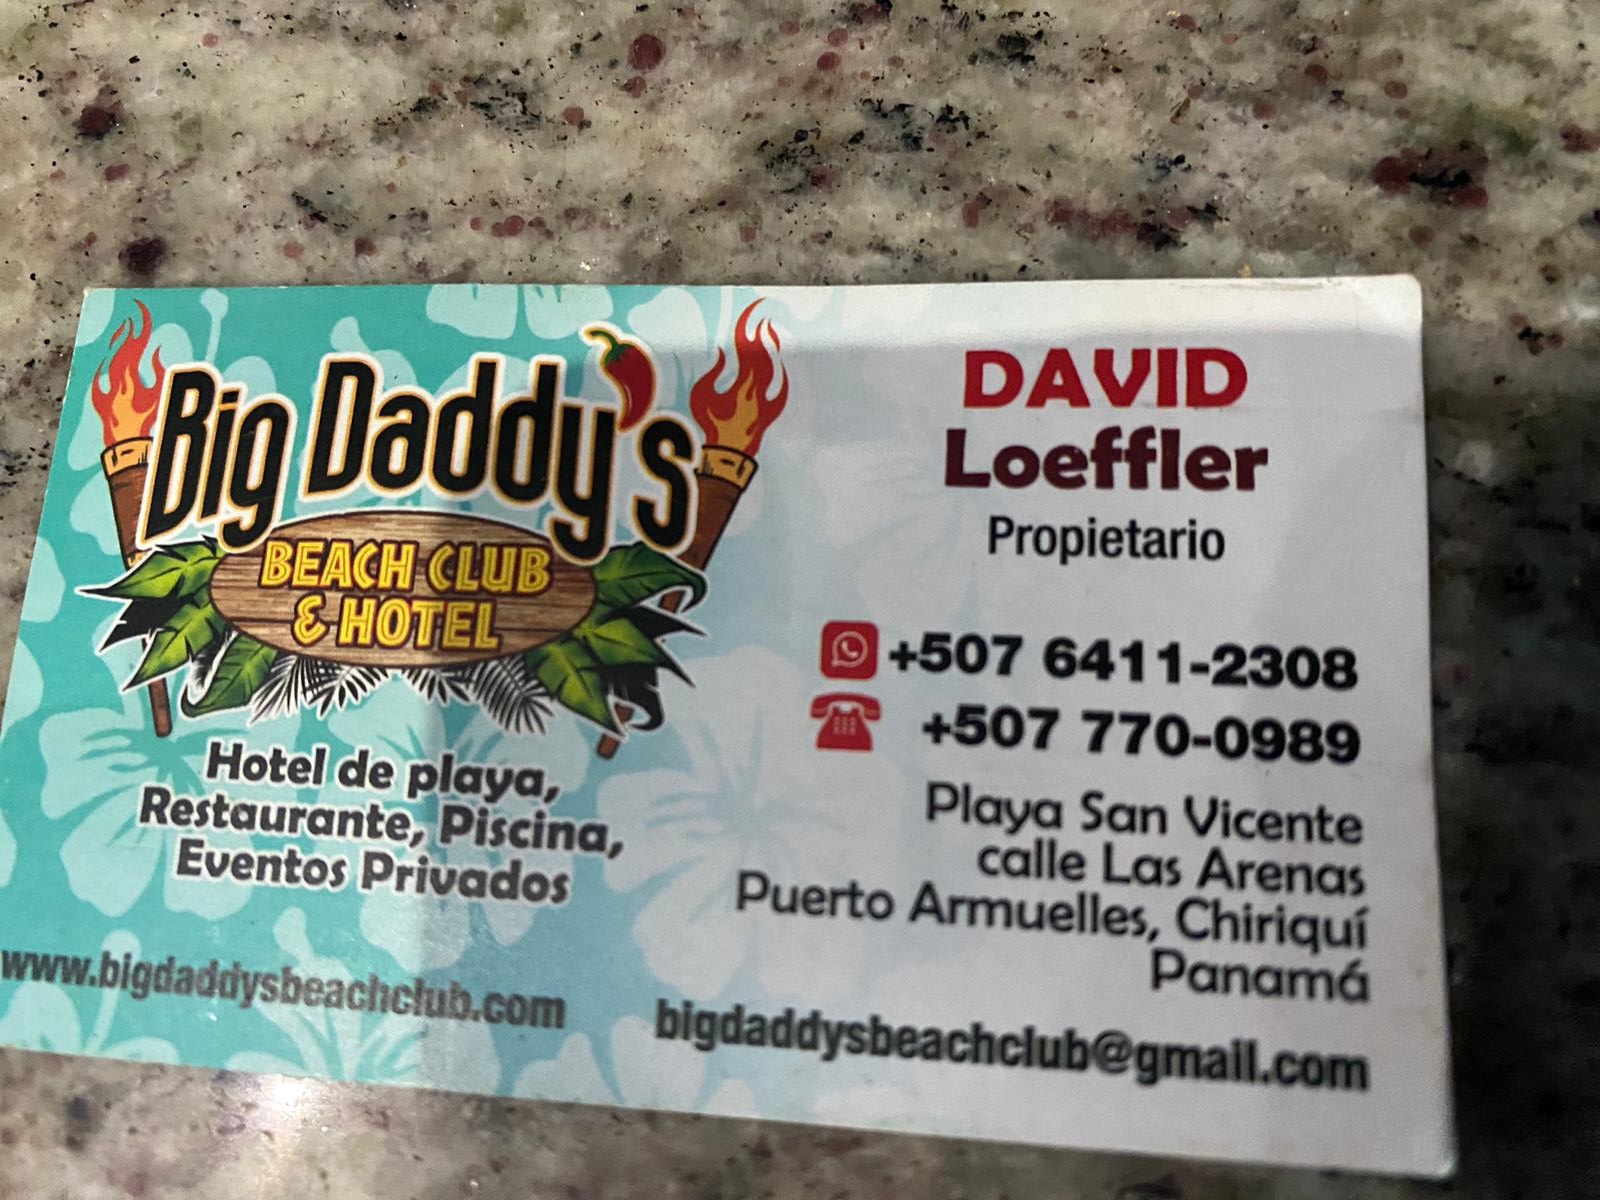 Big Daddy's
BEACH CLUB
& HOTEL
Hotel de playa,
Restaurante, Piscina,
Eventos Privados
www.bigdaddysbeachclub.com
DAVID
Loeffler
Propietario
+507 6411-2308
+507 770-0989
Playa San Vicente
calle Las Arenas
Puerto Armuelles, Chiriquí
Panamá
bigdaddysbeachclub@gmail.com